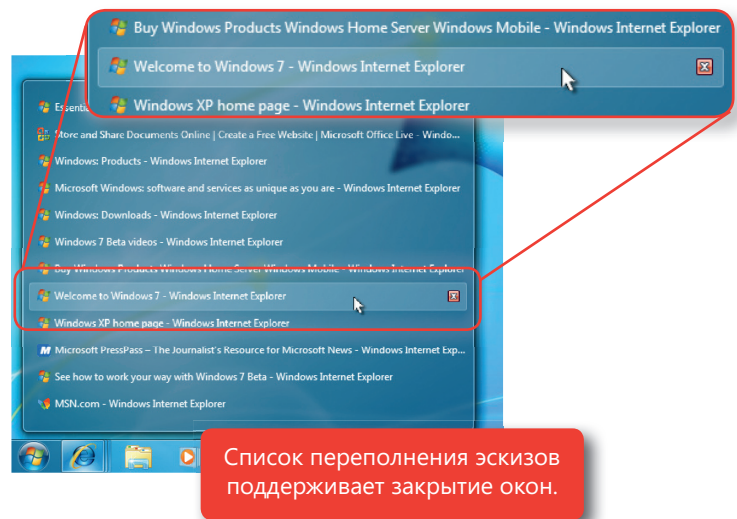 Buy Windows Products Windows Home Server Windows Mobile - Windows Internet Explorer
Welcome to Windows 7 - Windows Internet Explorer
Windows XP home page - Windows Internet Explorer
Store and Share Documents Online | Create a Free Website | Microsoft Office Live - Windo...
Windows: Products - Windows Internet Explorer
Microsoft Windows: software and services as unique as you are - Windows Internet Explorer
Windows: Downloads - Windows Internet Explorer
Windows 7 Beta videos - Windows Internet Explorer
Buy Windows Products Windows Home Server Windows Mobile - Windows Internet Explorer
Welcome to Windows 7 - Windows Internet Explorer
Windows XP home page - Windows Internet Explorer
Microsoft PressPass – The Journalist's Resource for Microsoft News - Windows Internet Exp...
See how to work your way with Windows 7 Beta - Windows Internet Explorer
MSN.com - Windows Internet Explorer
Список переполнения эскизов
поддерживает закрытие окон.